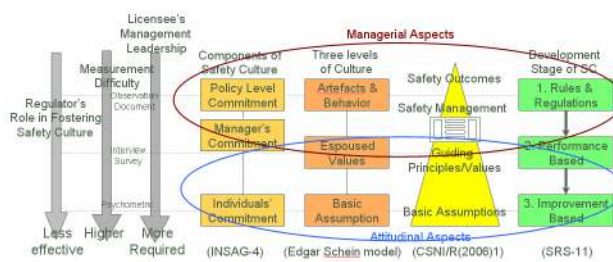 Licensee's
Management
Leadership
Managerial Aspects
Measurement
Difficulty
Regulator's
Role in Fostering
Safety Culture
Observation
Document
Interview
Survey
Psychometric
Less
effective
Higher
More
Required
Components of
Safety Culture
Policy Level
Commitment
Manager's
Commitment
Individuals'
Commitment
(INSAG-4)
Three levels
of Culture
Artefacts &
Behavior
Espoused
Values
Basic
Assumption
(Edgar Schein model)
Safety Outcomes
Safety Management
Guiding
Principles/Values
Basic Assumptions
(CSNI/R(2006)1)
Development
Stage of SC
1. Rules &
Regulations
2. Performance
Based
3. Improvement
Based
(SRS-11)
Attitudinal Aspects